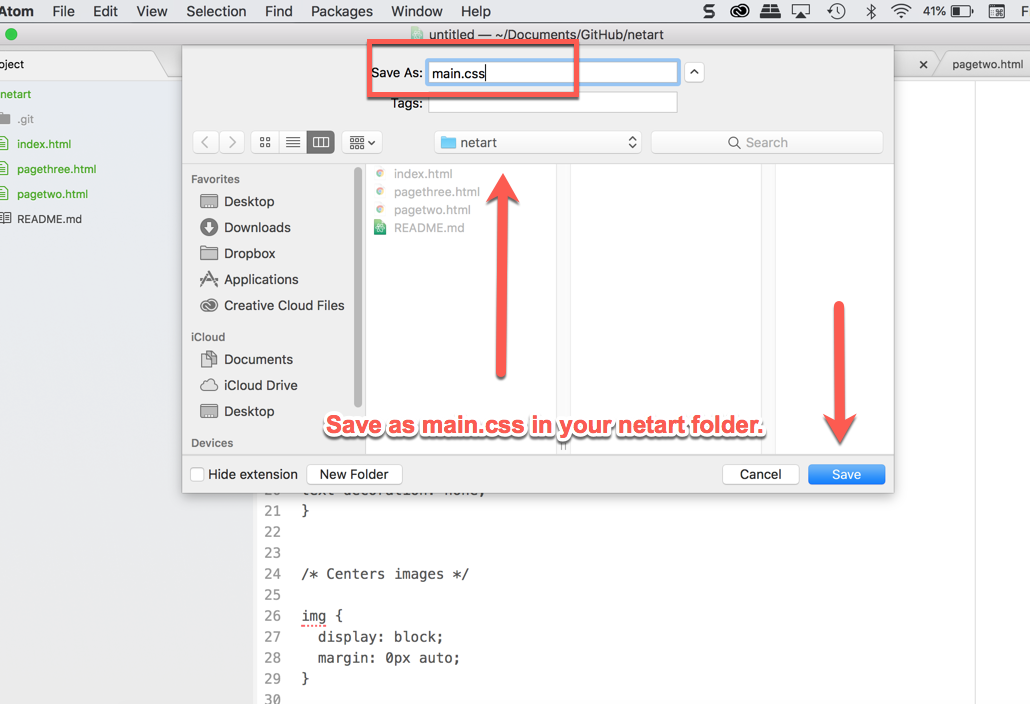 Atom File Edit View Selection Find Packages Window Help S 41% F
untitled — ~/Documents/GitHub/netart
oject
pagetwo.html
netart
.git
index.html
pagethree.html
pagetwo.html
README.md
Save As: main.css
Tags:
netart
Search
Favorites
Desktop
Downloads
Dropbox
Applications
Creative Cloud Files
iCloud
Documents
iCloud Drive
Desktop
Devices
index.html
pagethree.html
pagetwo.html
README.md
Save as main.css in your netart folder.
Hide extension
New Folder
Cancel
Save
20 text-decoration: none;
21 }
22
23
24 /* Centers images */
25
26 img {
27 display: block;
28 margin: 0px auto;
29 }
30